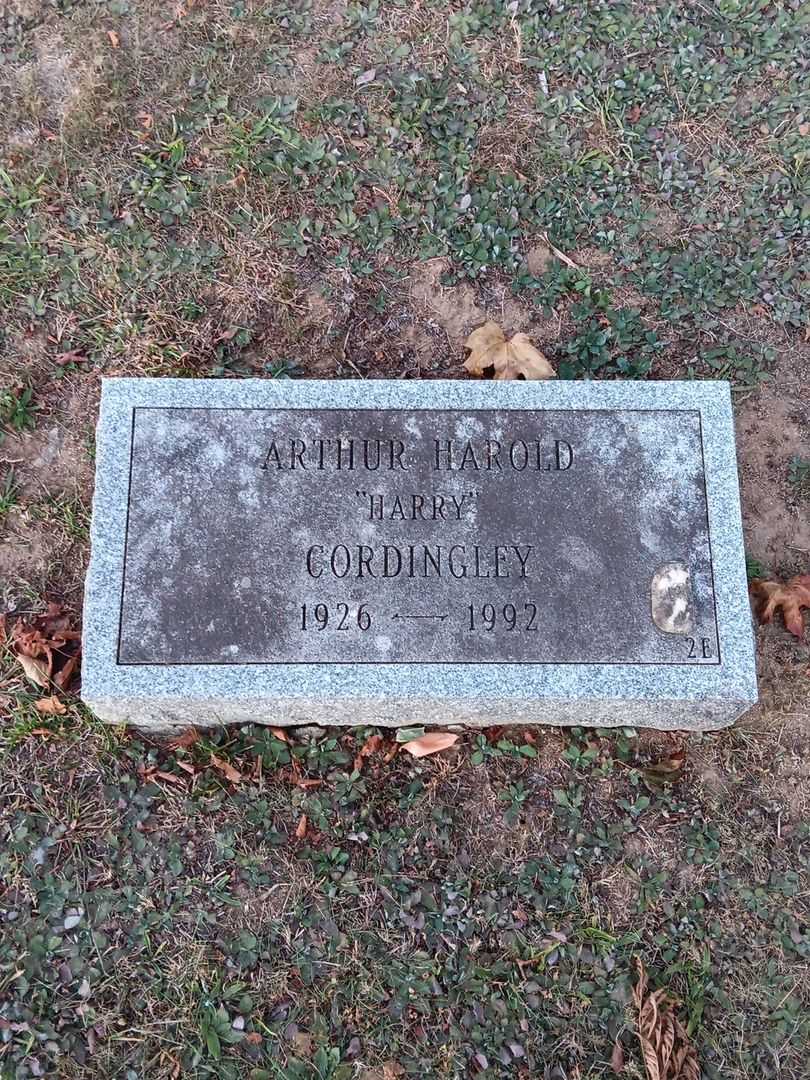 ARTHUR HAROLD
"HARRY"
CORDINGLEY
1926 — 1992
2E